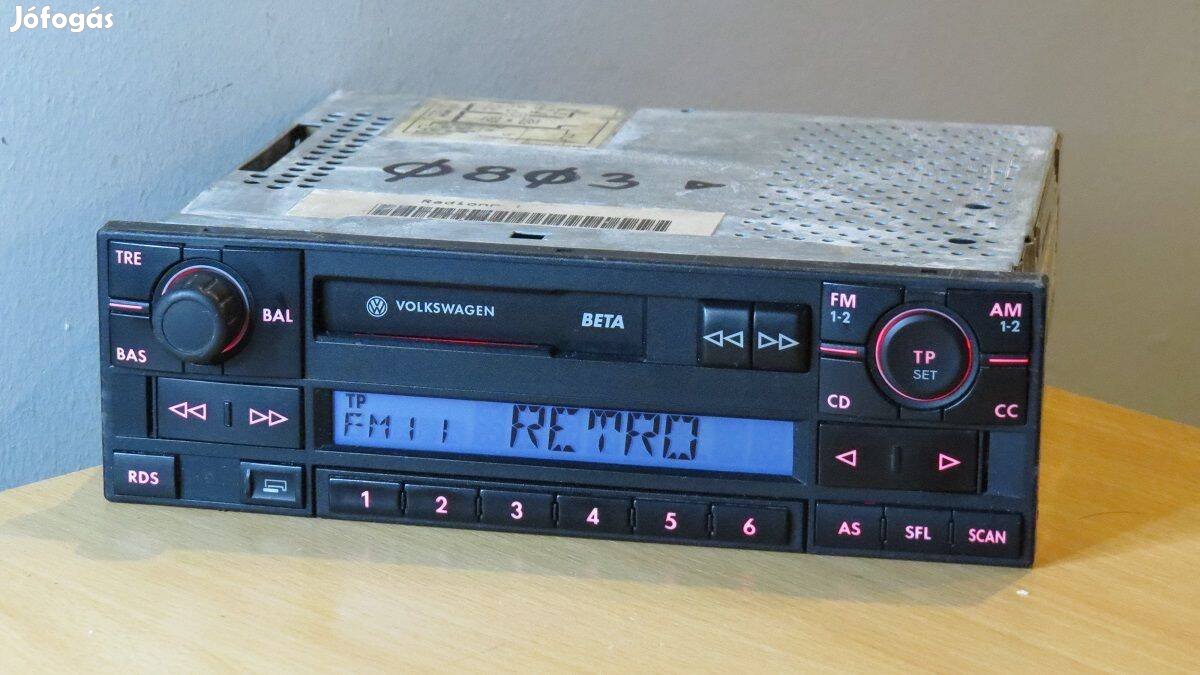 Jófogás
Ø8Ø3 A
Radionr.:
TRE
BAL
BAS
VOLKSWAGEN
BETA
FM
1-2
AM
1-2
TP
SET
CD
CC
TP
FM11 RETRO
RDS
1 2 3 4 5 6
AS SFL SCAN